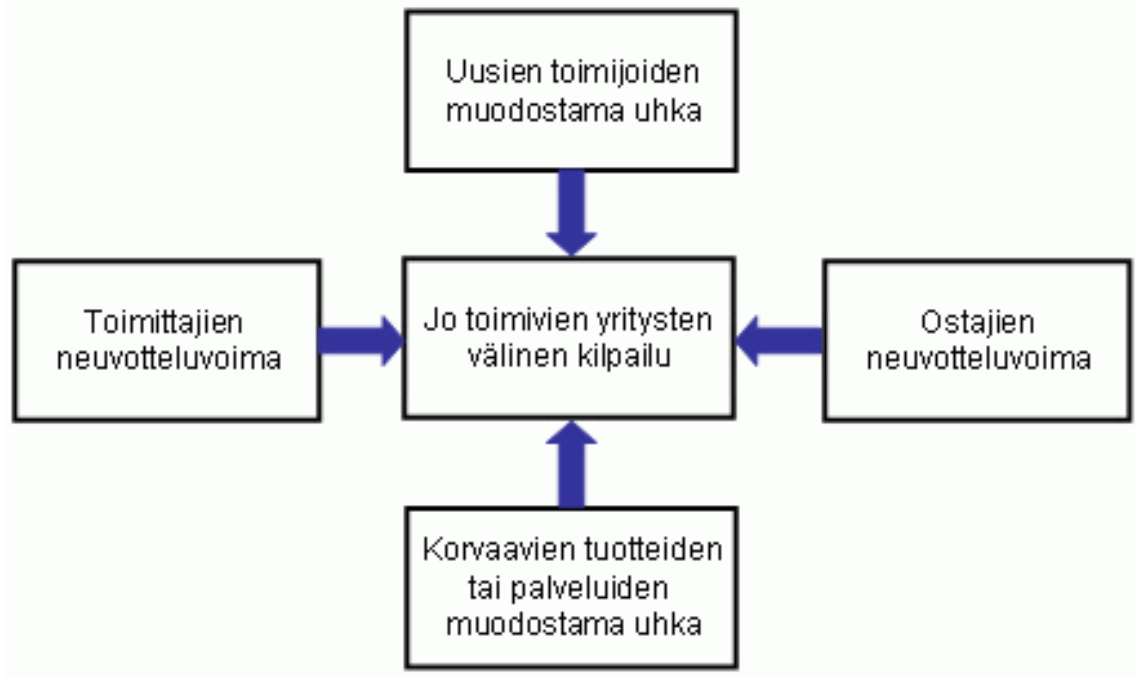 Uusien toimijoiden
muodostama uhka
Toimittajien
neuvotteluvoima
Jo toimivien yritysten
välinen kilpailu
Ostajien
neuvotteluvoima
Korvaavien tuotteiden
tai palveluiden
muodostama uhka